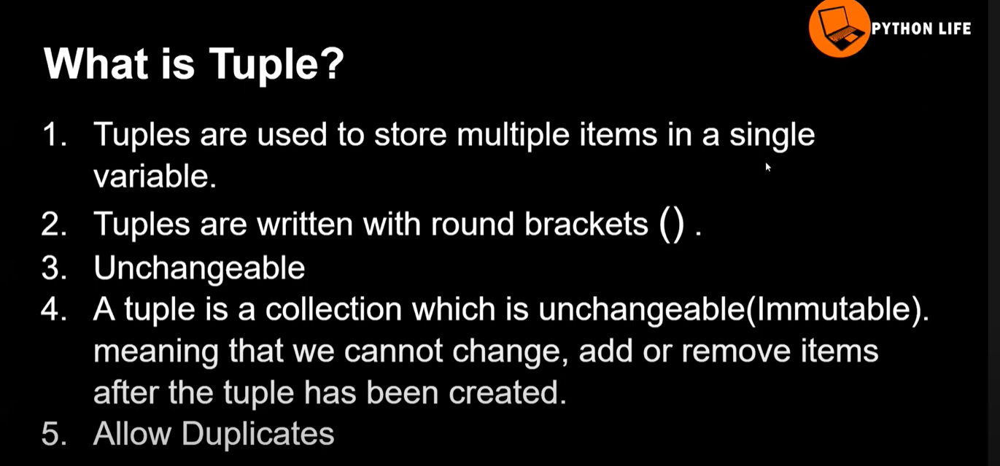 PYTHON LIFE
What is Tuple?
1. Tuples are used to store multiple items in a single
variable.
2. Tuples are written with round brackets () .
3. Unchangeable
4. A tuple is a collection which is unchangeable(Immutable).
meaning that we cannot change, add or remove items
after the tuple has been created.
5. Allow Duplicates